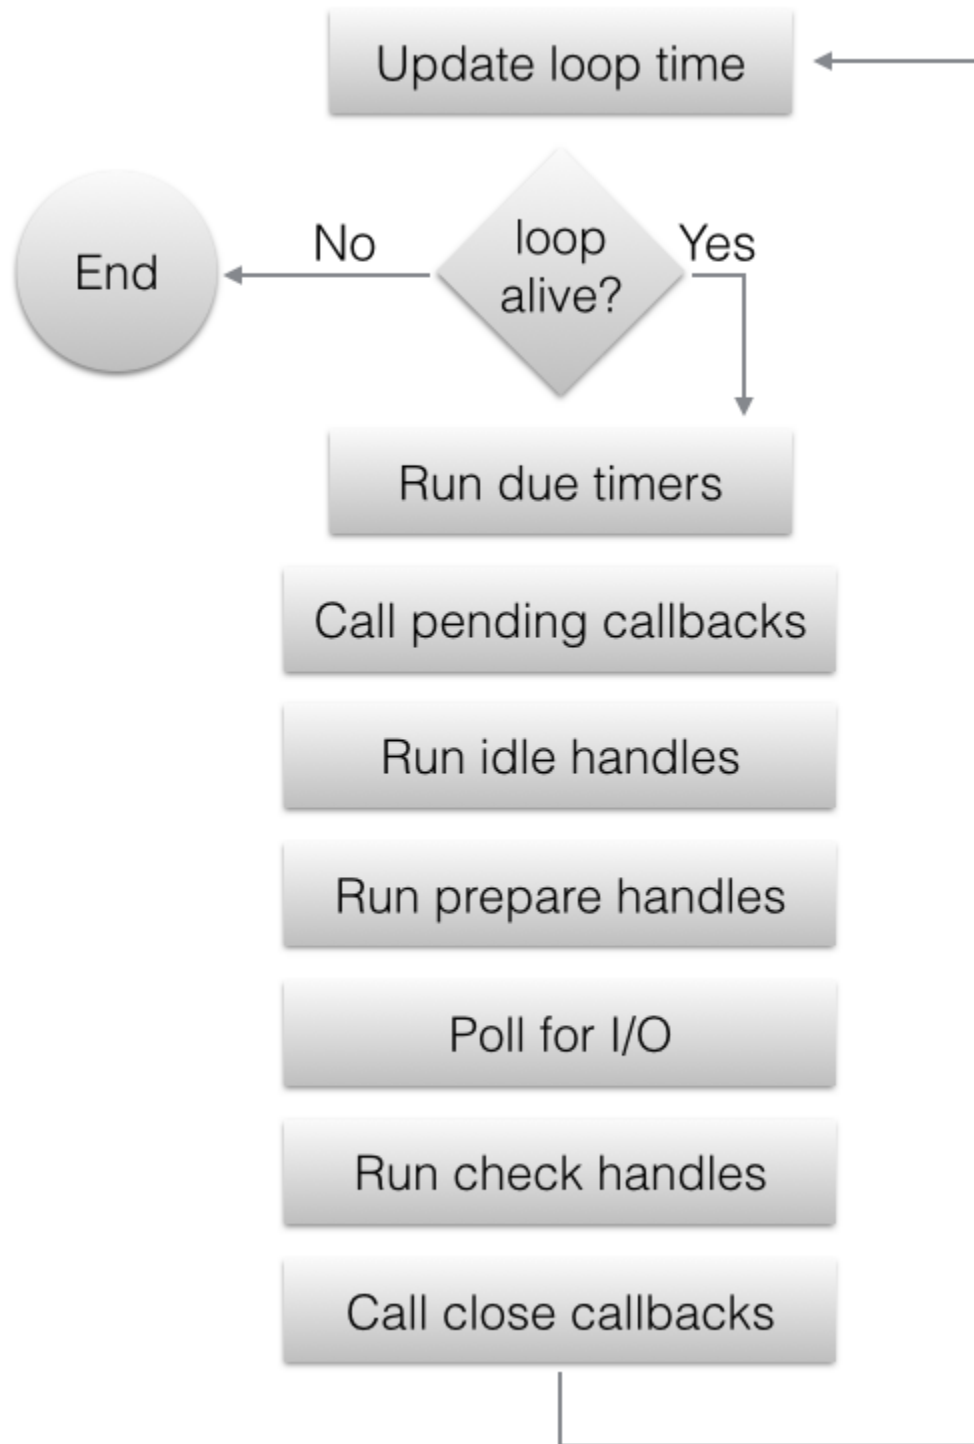 Update loop time
No
loop
alive?
Yes
End
Run due timers
Call pending callbacks
Run idle handles
Run prepare handles
Poll for I/O
Run check handles
Call close callbacks